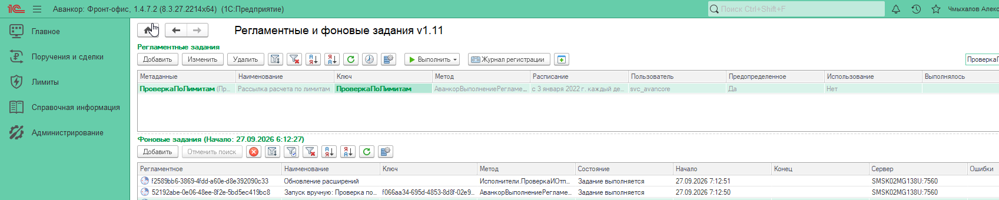 1С Аванкор: Фронт-офис, 1.4.7.2 (8.3.27.2214x64) (1С:Предприятие) Поиск Ctrl+Shift+F Чмыхалов Алекс
Главное
Поручения и сделки
Лимиты
Справочная информация
Администрирование
Регламентные и фоновые задания v1.11
Регламентные задания
Добавить Изменить Удалить Выполнить Журнал регистрации ПроверкаП
Метаданные Наименование Ключ Метод Расписание Пользователь Предопределенное Использование Выполнялось
ПроверкаПоЛимитам (Пр... Рассылка расчета по лимитам ПроверкаПоЛимитам АванкорВыполнениеРегламе... с 3 января 2022 г. каждый де... svc_avancore Да Нет
Фоновые задания (Начало: 27.09.2026 6:12:27)
Добавить Отменить поиск
Регламентное Наименование Ключ Метод Состояние Начало Конец Сервер Ошибки
f2589bb6-3869-4fdd-a60e-d8e392090c33 Обновление расширений Исполнители.ПроверкаИОтп... Задание выполняется 27.09.2026 7:12:51 SMSK02MG138U:7560
52192abe-0e06-48ee-8f2e-5bd5ec419bc8 Запуск вручную: Проверка по... f066aa34-695d-4853-8d8f-02e9... АванкорВыполнениеРегламе... Задание выполняется 27.09.2026 7:12:50 SMSK02MG138U:7560